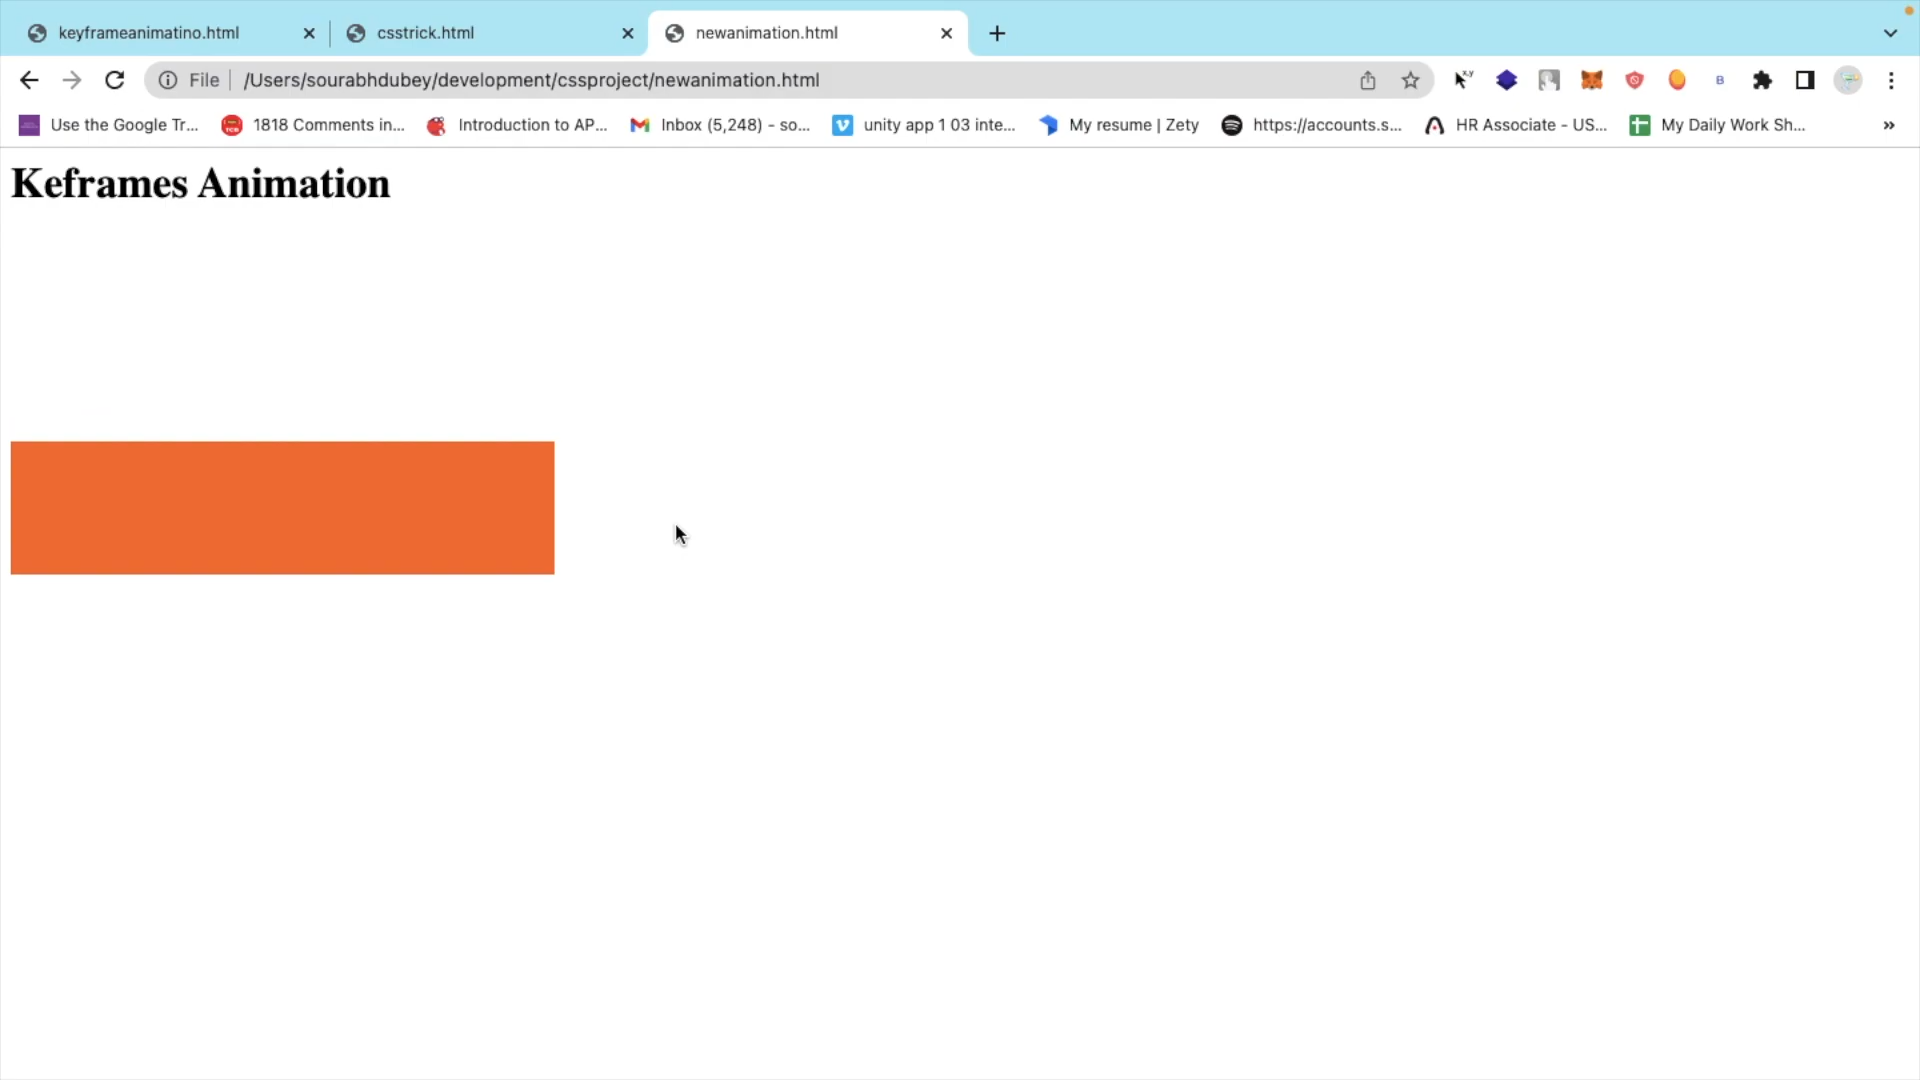 keyframeanimatino.html
csstrick.html
newanimation.html
File /Users/sourabhdubey/development/cssproject/newanimation.html
x,y
B
Use the Google Tr...
TCB 1818 Comments in...
Introduction to AP...
Inbox (5,248) - so...
unity app 1 03 inte...
My resume | Zety
https://accounts.s...
HR Associate - US...
My Daily Work Sh...
Keframes Animation